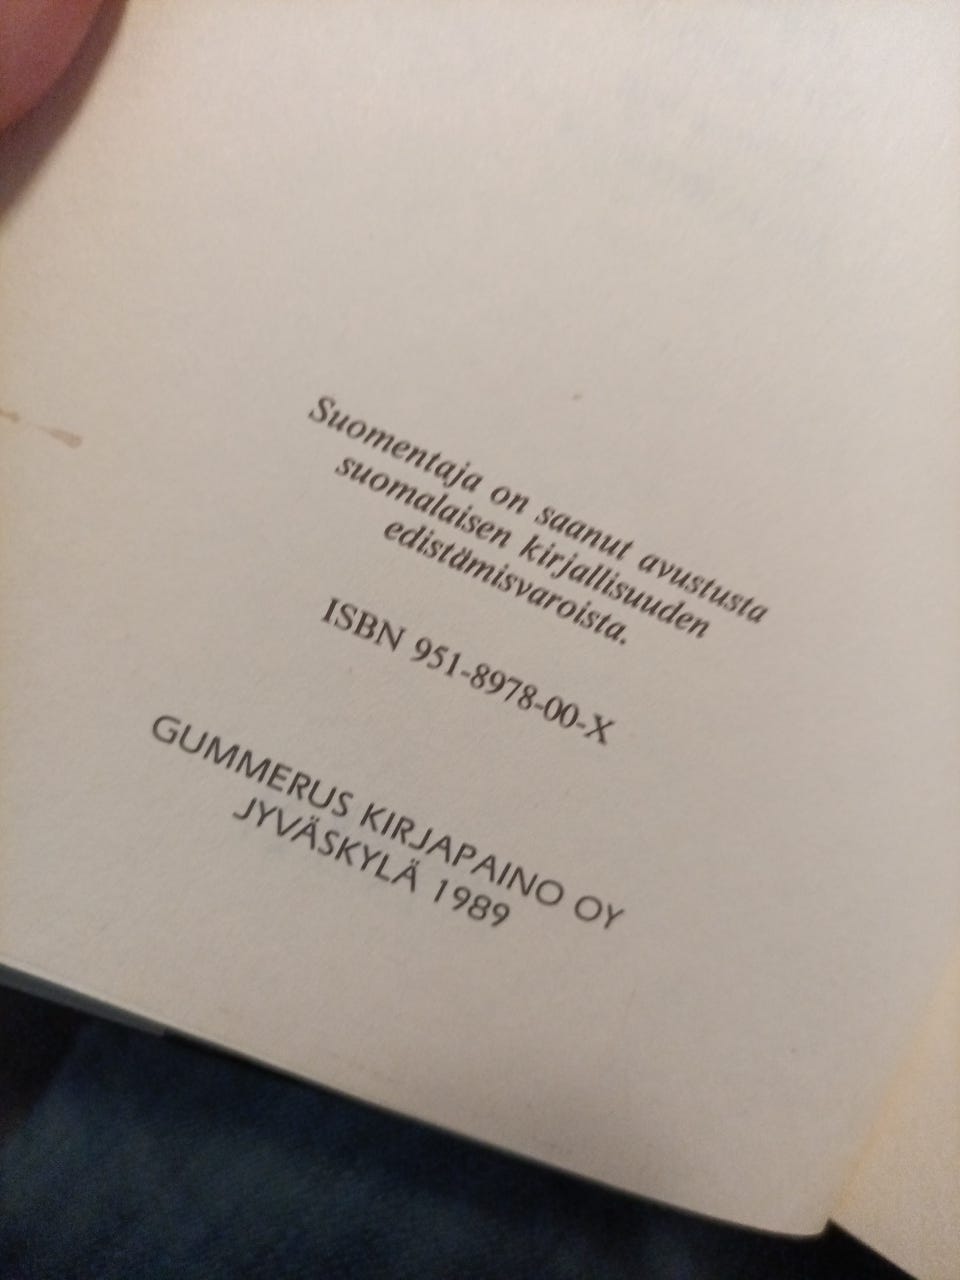 Suomentaja on saanut avustusta
suomalaisen kirjallisuuden
edistämisvaroista.
ISBN 951-8978-00-X
GUMMERUS KIRJAPAINO OY
JYVÄSKYLÄ 1989